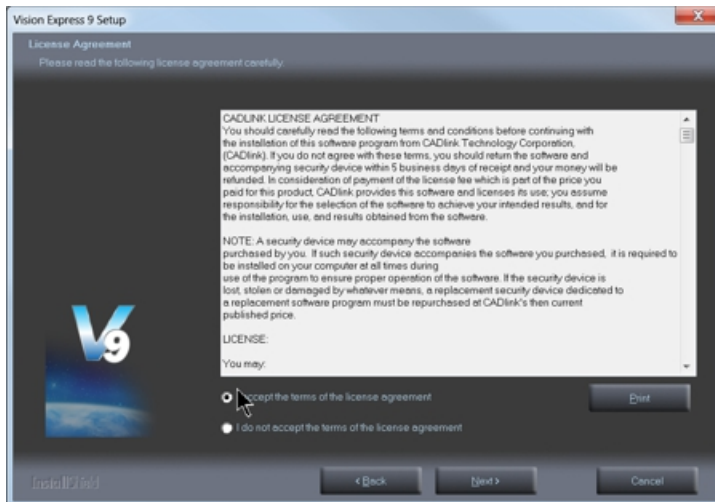 Vision Express 9 Setup
License Agreement
Please read the following license agreement carefully.
CADLINK LICENSE AGREEMENT
You should carefully read the following terms and conditions before continuing with
the installation of this software program from CADlink Technology Corporation,
(CADlink). If you do not agree with these terms, you should return the software and
accompanying security device within 5 business days of receipt and your money will be
refunded. In consideration of payment of the license fee which is part of the price you
paid for this product, CADlink provides this software and licenses its use; you assume
responsibility for the selection of the software to achieve your intended results, and for
the installation, use, and results obtained from the software.
NOTE: A security device may accompany the software
purchased by you. If such security device accompanies the software you purchased, it is required to
be installed on your computer at all times during
use of the program to ensure proper operation of the software. If the security device is
lost, stolen or damaged by whatever means, a replacement security device dedicated to
a replacement software program must be repurchased at CADlink's then current
published price.
LICENSE:
You may:
V9
accept the terms of the license agreement
Print
I do not accept the terms of the license agreement
InstallShield
< Back
Next >
Cancel